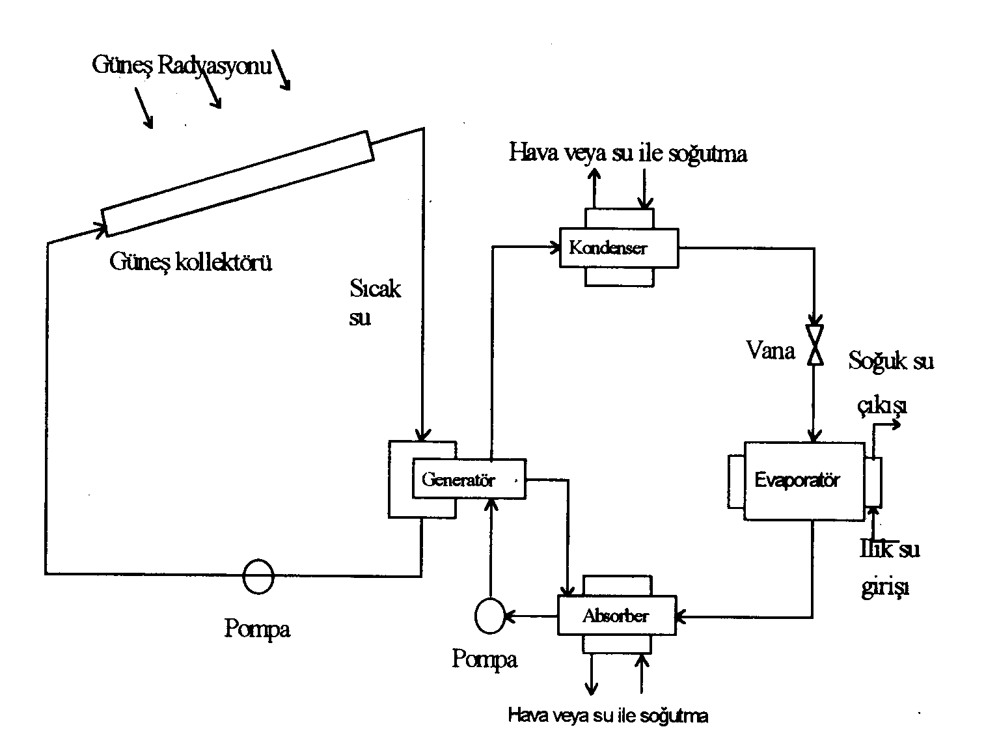 Güneş Radyasyonu
Hava veya su ile soğutma
Kondenser
Güneş kollektörü
Sıcak
su
Vana
Soğuk su
çıkışı
Generatör
Evaporatör
Ilık su
girişi
Absorber
Pompa
Pompa
Hava veya su ile soğutma